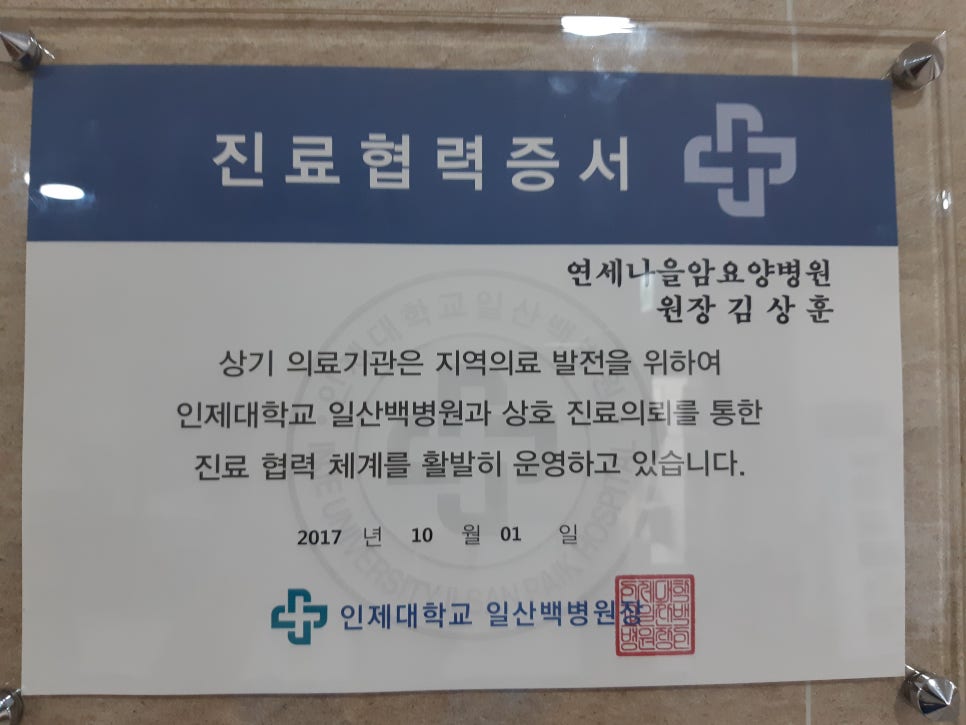 진료협력증서
연세나을암요양병원
원장 김상훈
상기 의료기관은 지역의료 발전을 위하여
인제대학교 일산백병원과 상호 진료의뢰를 통한
진료 협력 체계를 활발히 운영하고 있습니다.
2017 년 10 월 01 일
인제대학교 일산백병원장